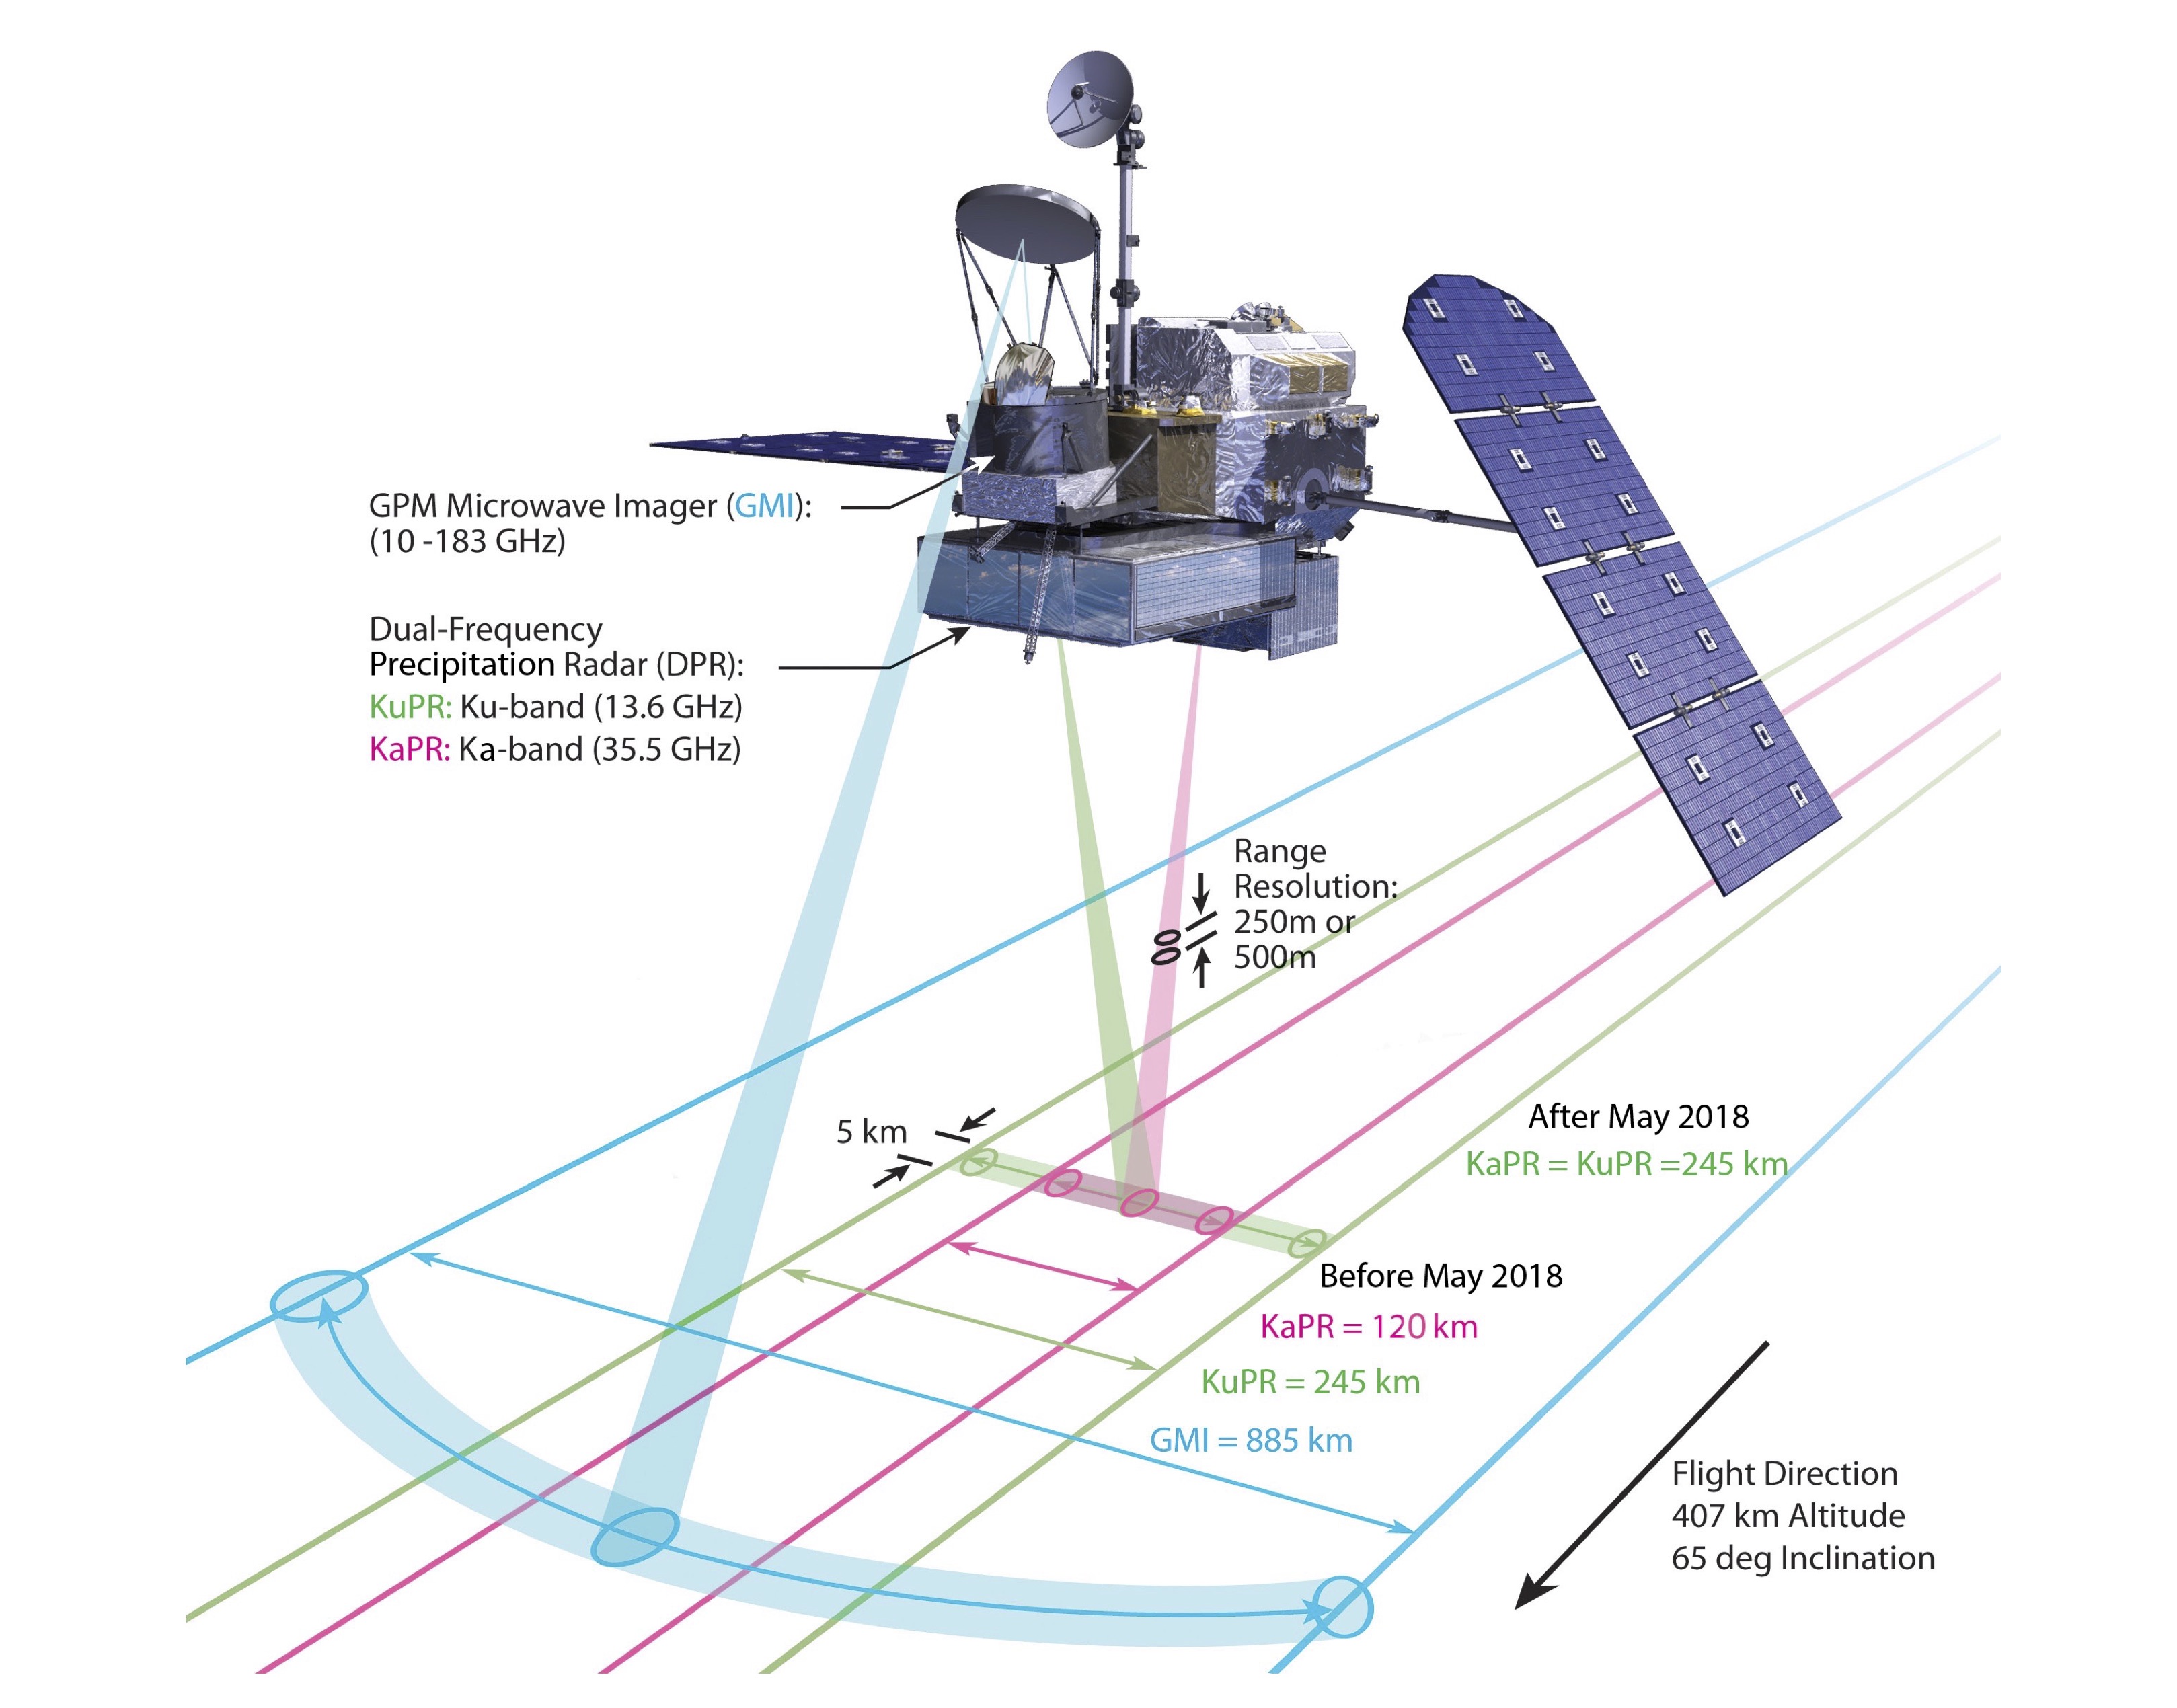 GPM Microwave Imager (GMI):
(10 -183 GHz)
Dual-Frequency
Precipitation Radar (DPR):
KuPR: Ku-band (13.6 GHz)
KaPR: Ka-band (35.5 GHz)
Range
Resolution:
250m or
500m
5 km
After May 2018
KaPR = KuPR =245 km
Before May 2018
KaPR = 120 km
KuPR = 245 km
GMI = 885 km
Flight Direction
407 km Altitude
65 deg Inclination